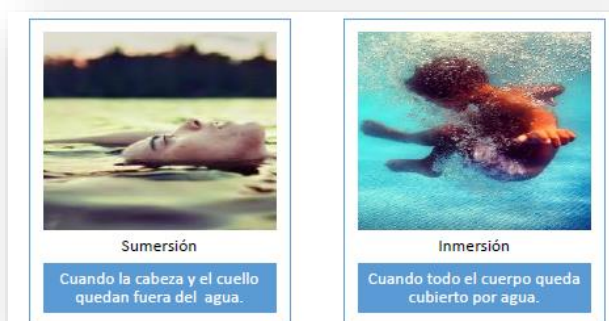 Sumersión
Cuando la cabeza y el cuello
quedan fuera del agua.
Inmersión
Cuando todo el cuerpo queda
cubierto por agua.